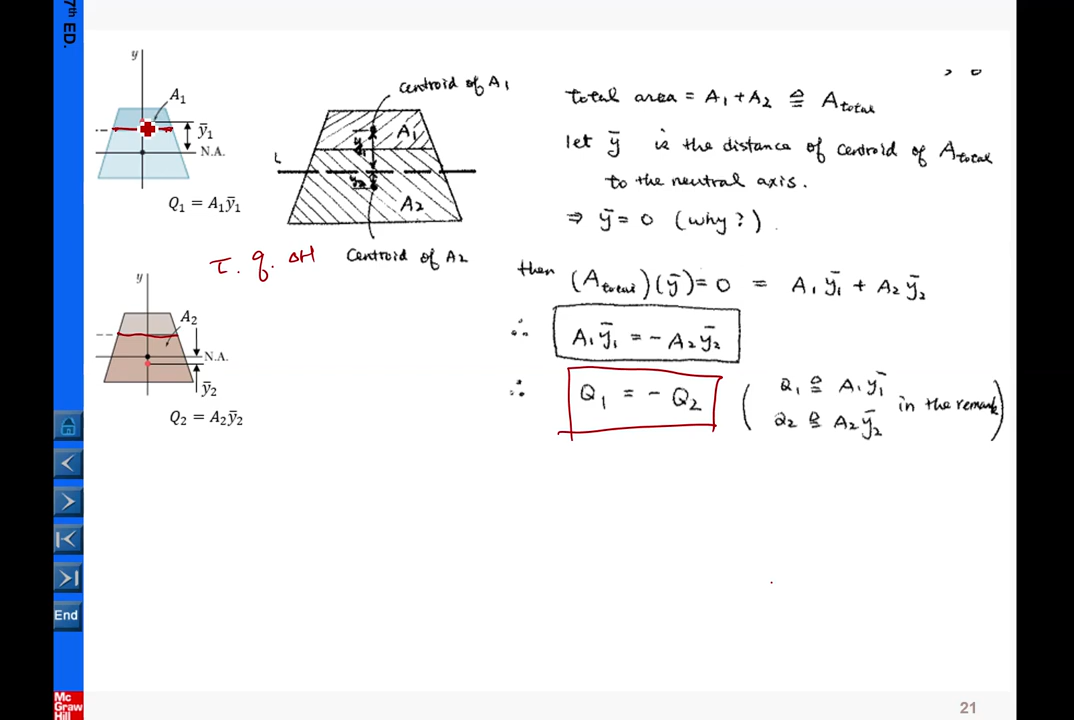 7th ED.
y
A₁
ȳ₁
N.A.
Q₁ = A₁ȳ₁
centroid of A₁
A₁
y₁
y₂
A₂
Centroid of A₂
τ. q. ΔH
y
A₂
N.A.
ȳ₂
Q₂ = A₂ȳ₂
total area = A₁ + A₂ ≙ Atotal
let ȳ is the distance of centroid of Atotal
to the neutral axis.
⇒ ȳ = 0 (why?)
then (Atotal)(ȳ) = 0 = A₁ȳ₁ + A₂ȳ₂
∴ A₁ȳ₁ = - A₂ȳ₂
∴ Q₁ = - Q₂
( Q₁ ≙ A₁ȳ₁
Q₂ ≙ A₂ȳ₂ in the remark)
End
Mc
Graw
Hill
21